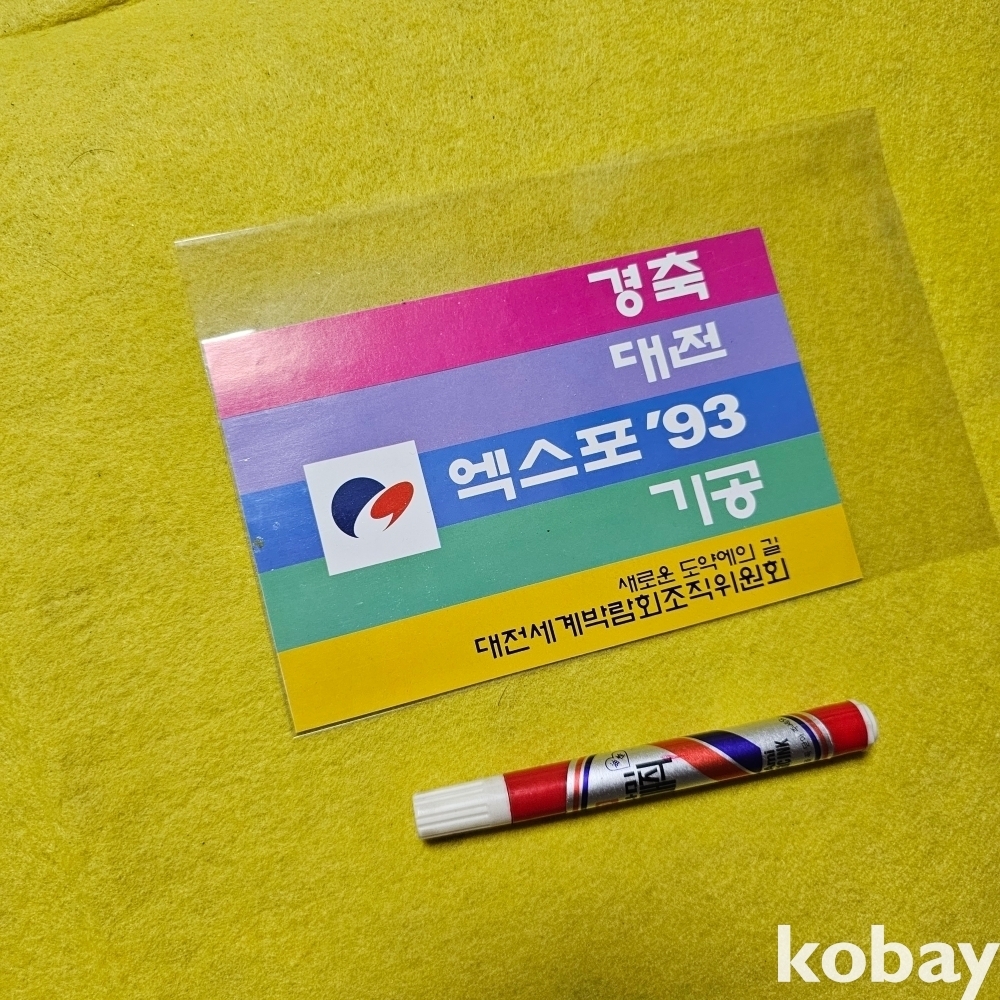 경축
대전
엑스포 '93
기공
새로운 도약에의 길
대전세계박람회조직위원회
kobay